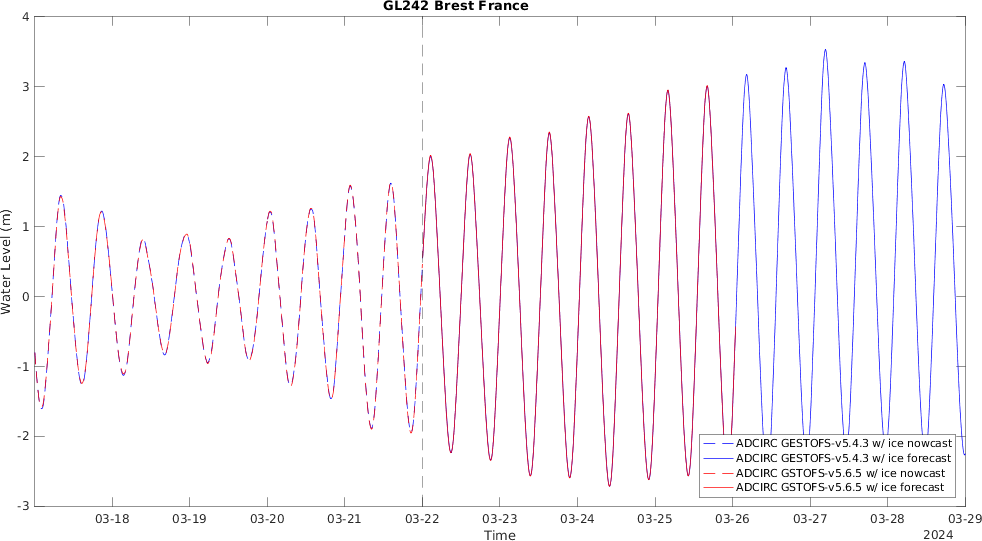 GL242 Brest France
4
3
2
1
0
-1
-2
-3
Water Level (m)
ADCIRC GESTOFS-v5.4.3 w/ ice nowcast
ADCIRC GESTOFS-v5.4.3 w/ ice forecast
ADCIRC GSTOFS-v5.6.5 w/ ice nowcast
ADCIRC GSTOFS-v5.6.5 w/ ice forecast
03-18 03-19 03-20 03-21 03-22 03-23 03-24 03-25 03-26 03-27 03-28 03-29
Time
2024